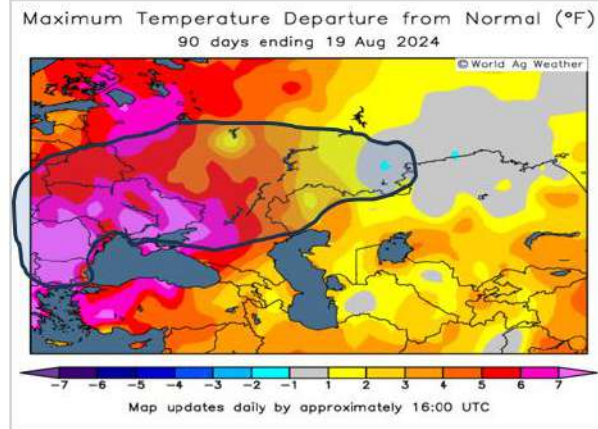 Maximum Temperature Departure from Normal (°F)
90 days ending 19 Aug 2024
© World Ag Weather
-7 -6 -5 -4 -3 -2 -1 1 2 3 4 5 6 7
Map updates daily by approximately 16:00 UTC